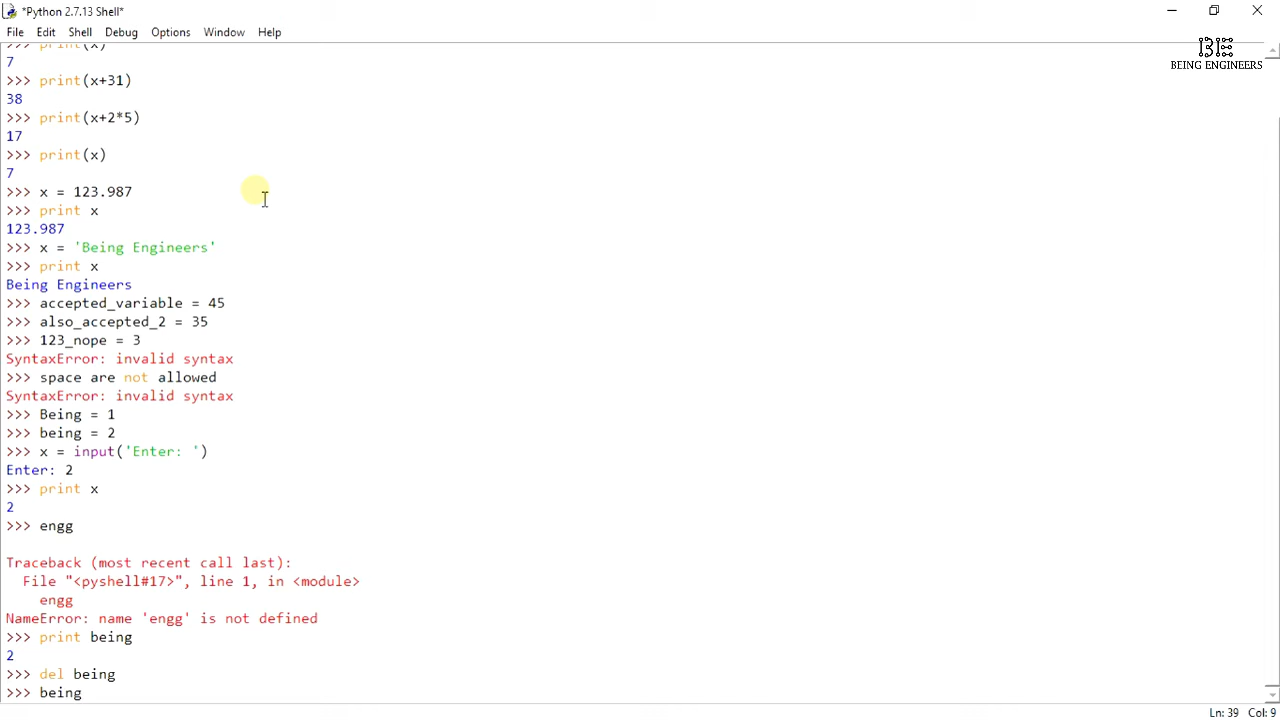 *Python 2.7.13 Shell*
File Edit Shell Debug Options Window Help
BE
BEING ENGINEERS
>>> print(x)
7
>>> print(x+31)
38
>>> print(x+2*5)
17
>>> print(x)
7
>>> x = 123.987
>>> print x
123.987
>>> x = 'Being Engineers'
>>> print x
Being Engineers
>>> accepted_variable = 45
>>> also_accepted_2 = 35
>>> 123_nope = 3
SyntaxError: invalid syntax
>>> space are not allowed
SyntaxError: invalid syntax
>>> Being = 1
>>> being = 2
>>> x = input('Enter: ')
Enter: 2
>>> print x
2
>>> engg
Traceback (most recent call last):
  File "<pyshell#17>", line 1, in <module>
    engg
NameError: name 'engg' is not defined
>>> print being
2
>>> del being
>>> being
Ln: 39 Col: 9